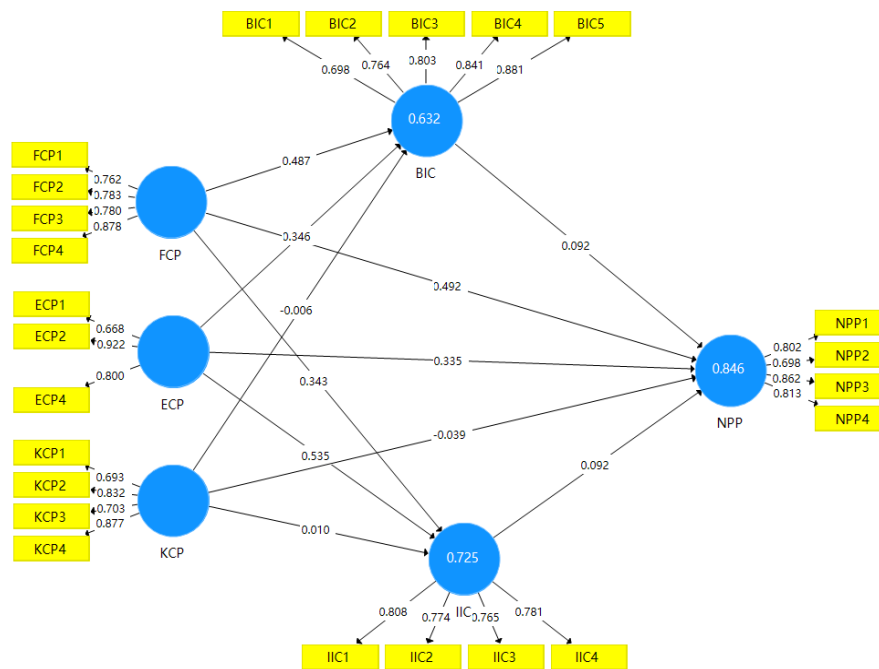 BIC1 BIC2 BIC3 BIC4 BIC5
0.698 0.764 0.803 0.841 0.881
0.632
BIC
FCP1
FCP2
FCP3
FCP4
0.762
0.783
0.780
0.878
FCP
0.487
0.346
-0.006
0.092
0.492
ECP1
ECP2
ECP4
0.668
0.922
0.800
ECP
0.335
0.343
0.846
NPP
0.802
0.698
0.862
0.813
NPP1
NPP2
NPP3
NPP4
KCP1
KCP2
KCP3
KCP4
0.693
0.832
0.703
0.877
KCP
-0.039
0.535
0.010
0.092
0.725
IIC
0.808 0.774 0.765 0.781
IIC1 IIC2 IIC3 IIC4